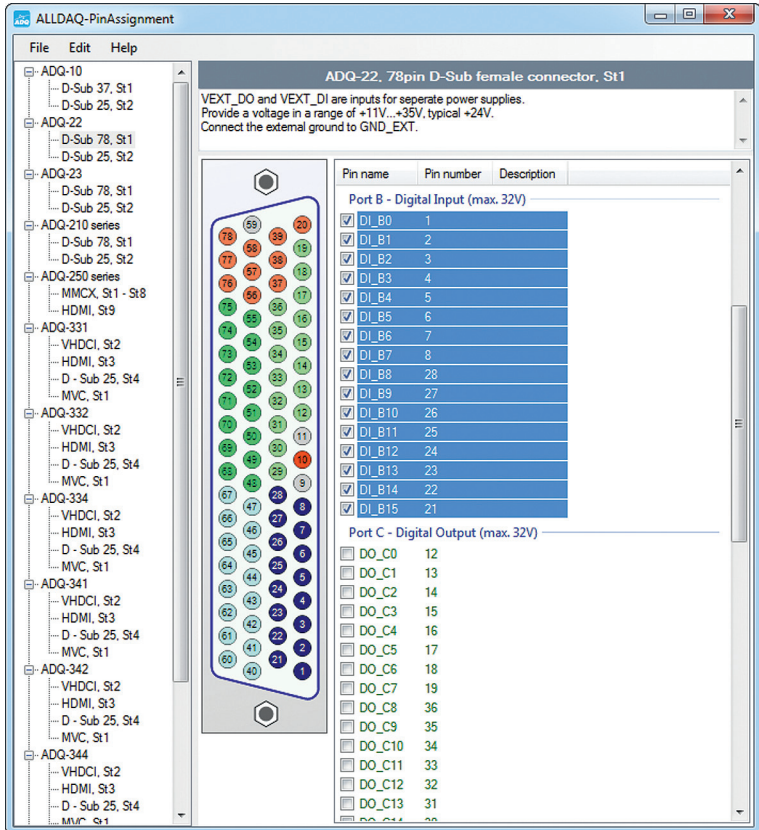 ADQ ALLDAQ-PinAssignment
File Edit Help
ADQ-10
D-Sub 37, St1
D-Sub 25, St2
ADQ-22
D-Sub 78, St1
D-Sub 25, St2
ADQ-23
D-Sub 78, St1
D-Sub 25, St2
ADQ-210 series
D-Sub 78, St1
D-Sub 25, St2
ADQ-250 series
MMCX, St1 - St8
HDMI, St9
ADQ-331
VHDCI, St2
HDMI, St3
D - Sub 25, St4
MVC, St1
ADQ-332
VHDCI, St2
HDMI, St3
D - Sub 25, St4
MVC, St1
ADQ-334
VHDCI, St2
HDMI, St3
D - Sub 25, St4
MVC, St1
ADQ-341
VHDCI, St2
HDMI, St3
D - Sub 25, St4
MVC, St1
ADQ-342
VHDCI, St2
HDMI, St3
D - Sub 25, St4
MVC, St1
ADQ-344
VHDCI, St2
HDMI, St3
D - Sub 25, St4
MVC, St1
ADQ-22, 78pin D-Sub female connector, St1
VEXT_DO and VEXT_DI are inputs for seperate power supplies.
Provide a voltage in a range of +11V...+35V, typical +24V.
Connect the external ground to GND_EXT.
59 20
78 39
58 19
77 38
57 18
76 37
56 17
75 36
55 16
74 35
54 15
73 34
53 14
72 33
52 13
71 32
51 12
70 31
50 11
69 30
49 10
68 29
48 9
67 28
47 8
66 27
46 7
65 26
45 6
64 25
44 5
63 24
43 4
62 23
42 3
61 22
41 2
60 21
40 1
Pin name Pin number Description
Port B - Digital Input (max. 32V)
DI_B0 1
DI_B1 2
DI_B2 3
DI_B3 4
DI_B4 5
DI_B5 6
DI_B6 7
DI_B7 8
DI_B8 28
DI_B9 27
DI_B10 26
DI_B11 25
DI_B12 24
DI_B13 23
DI_B14 22
DI_B15 21
Port C - Digital Output (max. 32V)
DO_C0 12
DO_C1 13
DO_C2 14
DO_C3 15
DO_C4 16
DO_C5 17
DO_C6 18
DO_C7 19
DO_C8 36
DO_C9 35
DO_C10 34
DO_C11 33
DO_C12 32
DO_C13 31
DO_C14 30